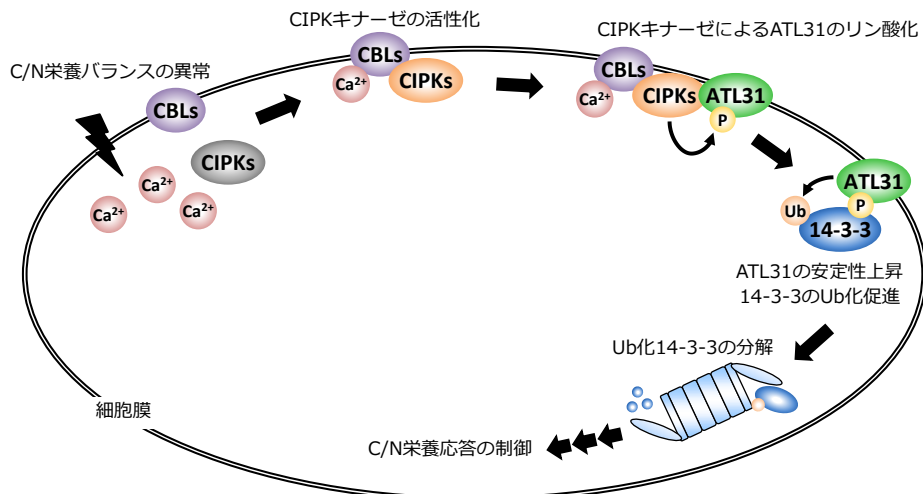 CIPKキナーゼの活性化
CIPKキナーゼによるATL31のリン酸化
C/N栄養バランスの異常
CBLs
CIPKs
Ca²⁺
Ca²⁺
Ca²⁺
CBLs
Ca²⁺
CIPKs
CBLs
Ca²⁺
CIPKs
ATL31
P
ATL31
P
Ub
14-3-3
ATL31の安定性上昇
14-3-3のUb化促進
Ub化14-3-3の分解
細胞膜
C/N栄養応答の制御